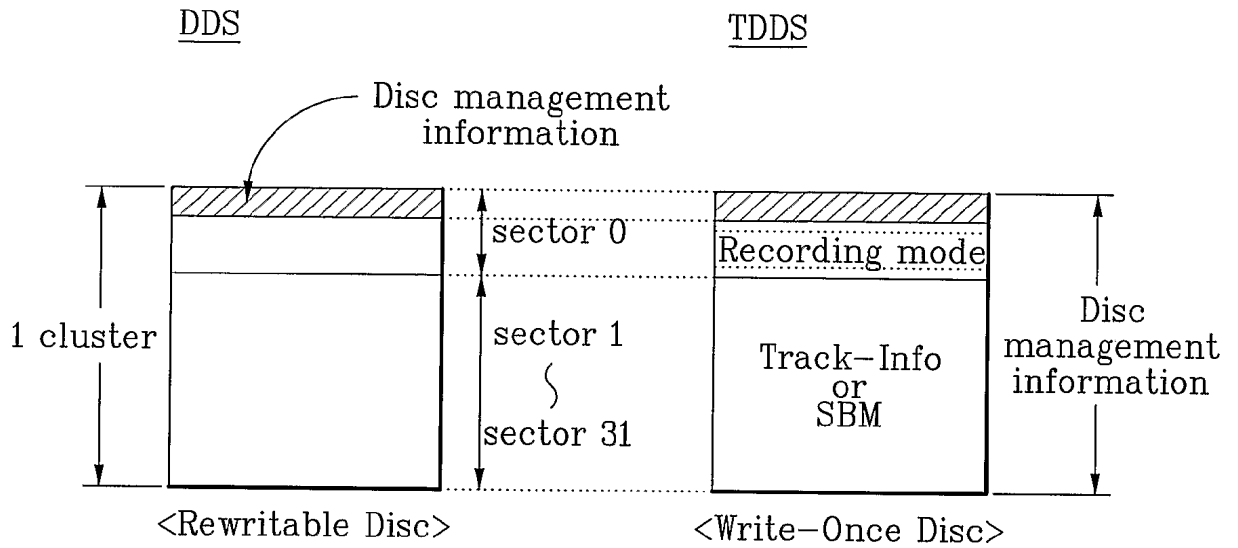 DDS
TDDS
Disc management
information
sector 0
Recording mode
1 cluster
sector 1
sector 31
Track-Info
or
SBM
Disc
management
information
<Rewritable Disc>
<Write-Once Disc>